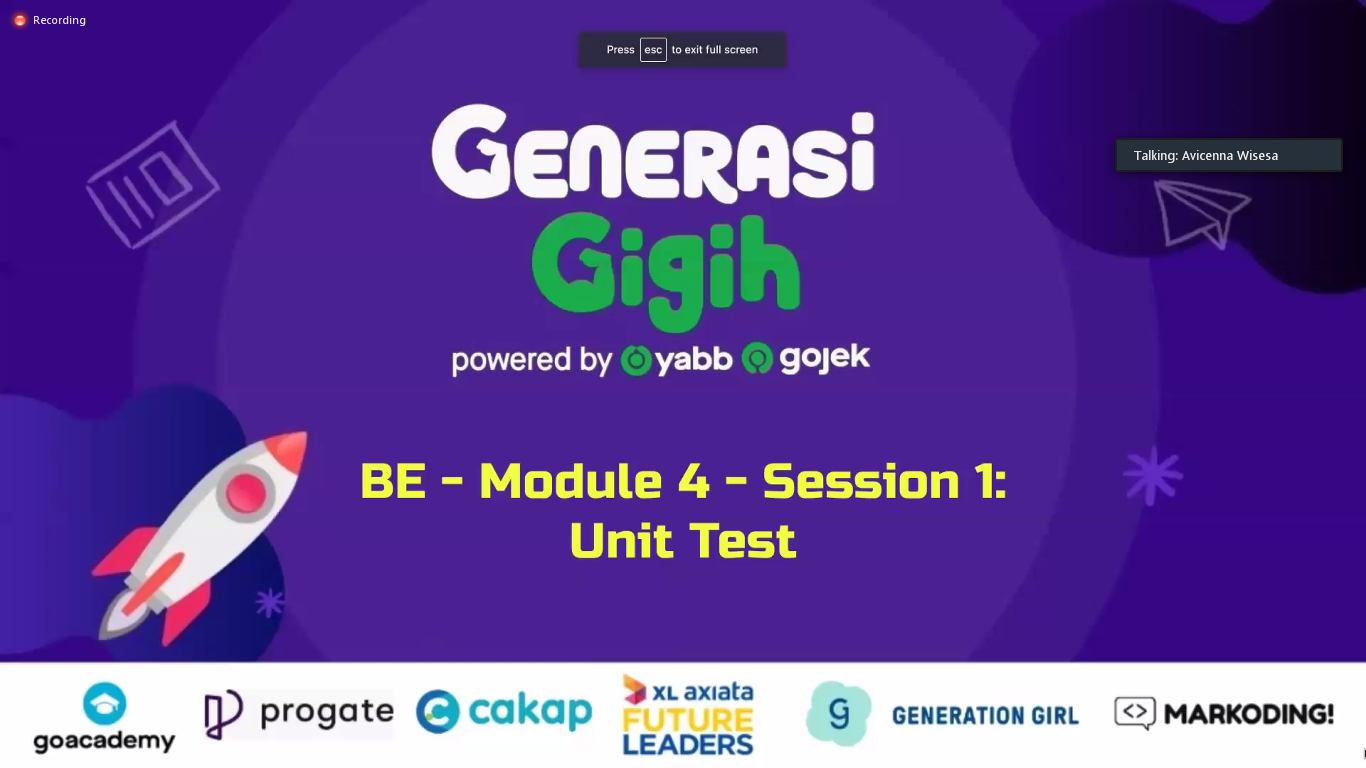 Recording
Press esc to exit full screen
GENERASi
Gigih
Talking: Avicenna Wisesa
powered by yabb gojek
BE - Module 4 - Session 1:
Unit Test
goacademy
progate
cakap
XL axiata
FUTURE
LEADERS
g
GENERATION GIRL
<> MARKODING!